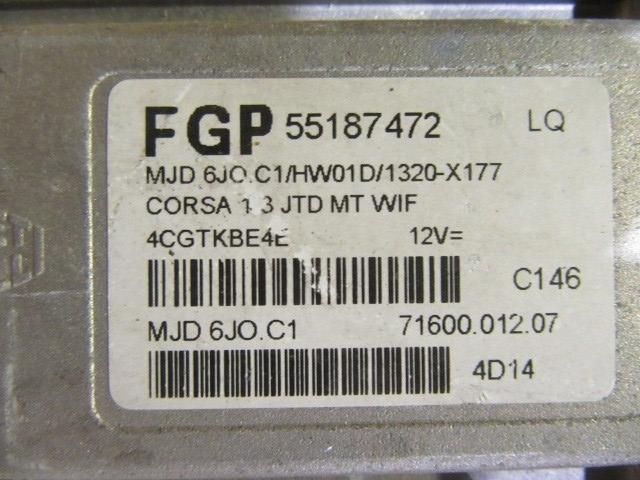 FGP 55187472 LQ
MJD 6JO.C1/HW01D/1320-X177
CORSA 1.3 JTD MT WIF
4CGTKBE4E 12V=
C146
MJD 6JO.C1 71600.012.07
4D14